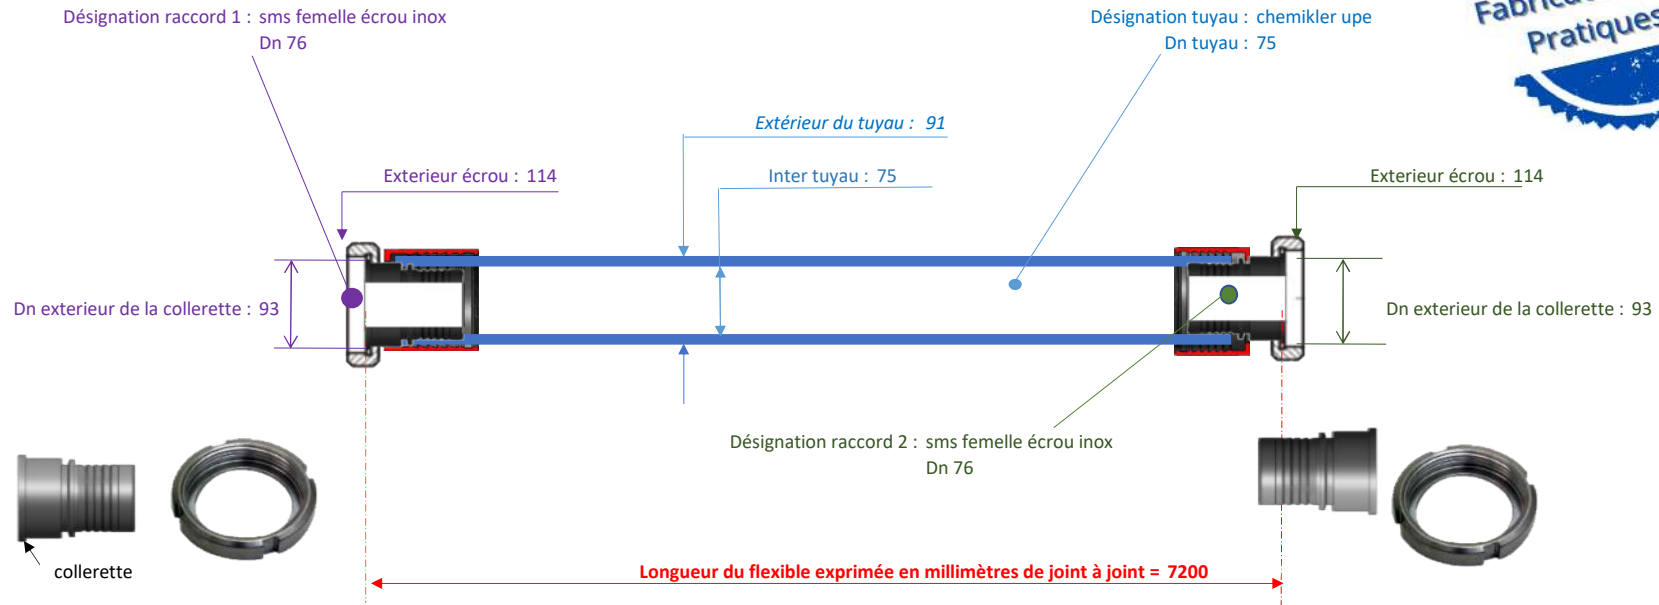 Désignation raccord 1 : sms femelle écrou inox
Dn 76
Désignation tuyau : chemikler upe
Dn tuyau : 75
Pratiques
Extérieur du tuyau : 91
Exterieur écrou : 114
Inter tuyau : 75
Exterieur écrou : 114
Dn exterieur de la collerette : 93
Dn exterieur de la collerette : 93
Désignation raccord 2 : sms femelle écrou inox
Dn 76
collerette
Longueur du flexible exprimée en millimètres de joint à joint = 7200